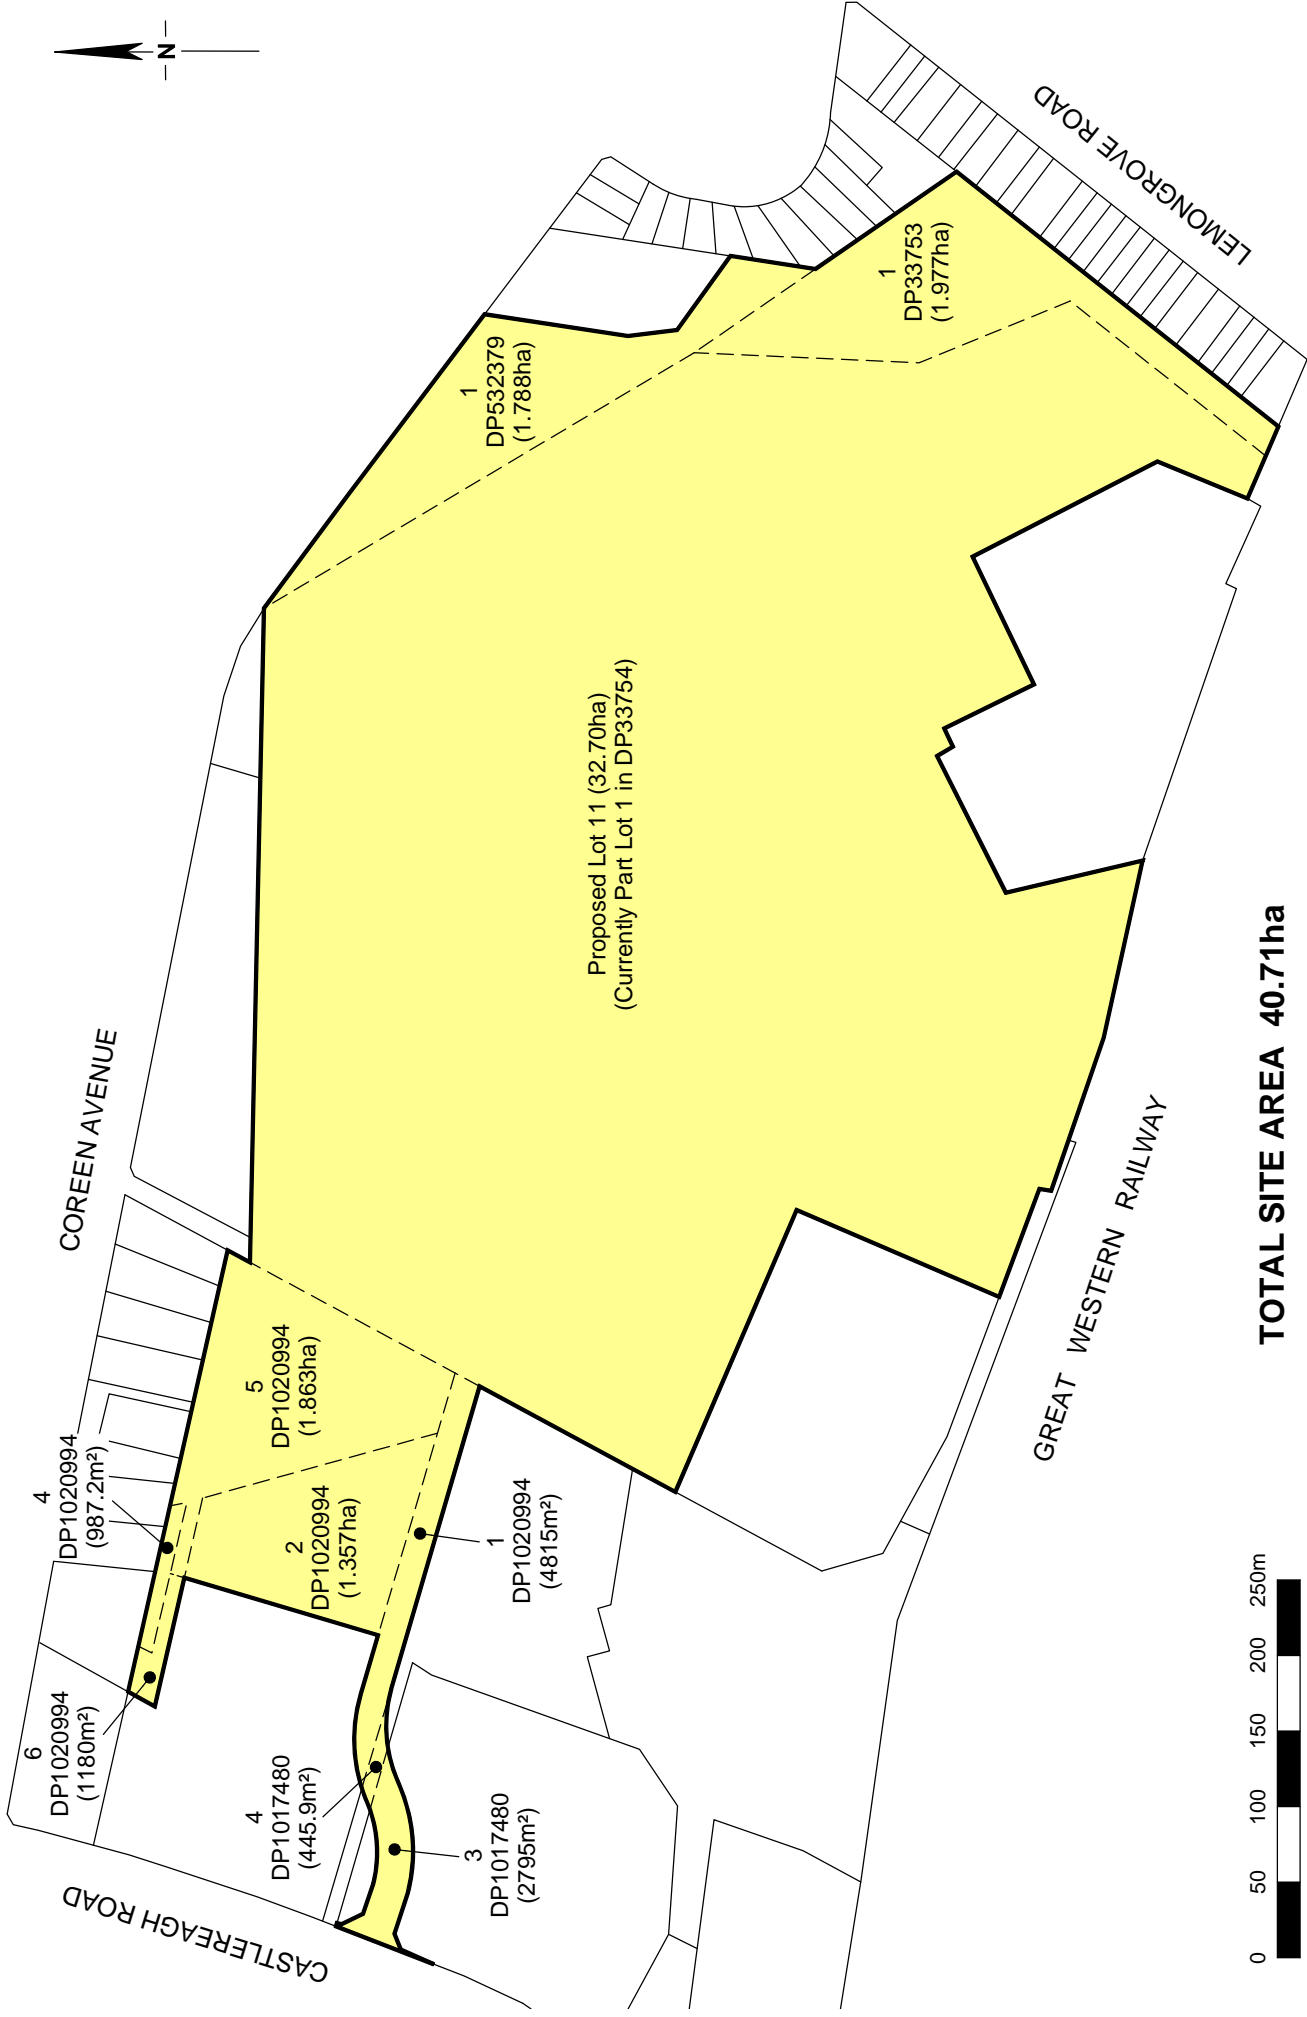 N
COREEN AVENUE
CASTLEREAGH ROAD
LEMONGROVE ROAD
GREAT WESTERN RAILWAY
6
DP1020994
(1180m²)
4
DP1020994
(987.2m²)
5
DP1020994
(1.863ha)
2
DP1020994
(1.357ha)
1
DP1020994
(4815m²)
4
DP1017480
(445.9m²)
3
DP1017480
(2795m²)
Proposed Lot 11 (32.70ha)
(Currently Part Lot 1 in DP33754)
1
DP532379
(1.788ha)
1
DP33753
(1.977ha)
0 50 100 150 200 250m
TOTAL SITE AREA 40.71ha